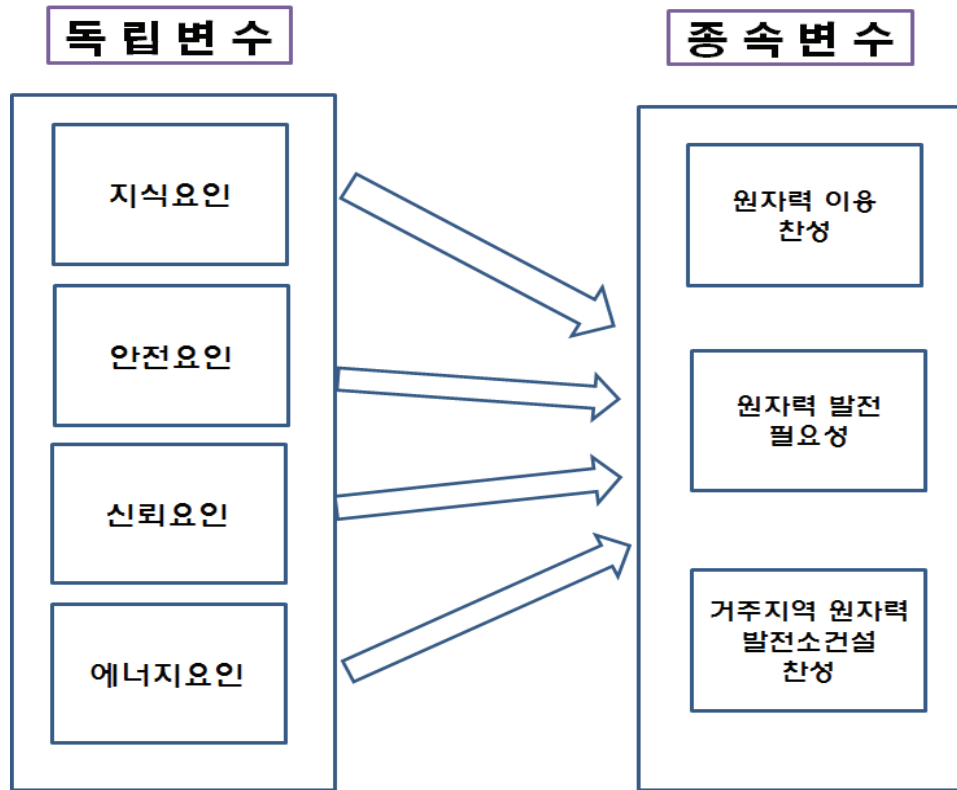 독립변수
종속변수
지식요인
안전요인
신뢰요인
에너지요인
원자력 이용
찬성
원자력 발전
필요성
거주지역 원자력
발전소건설
찬성